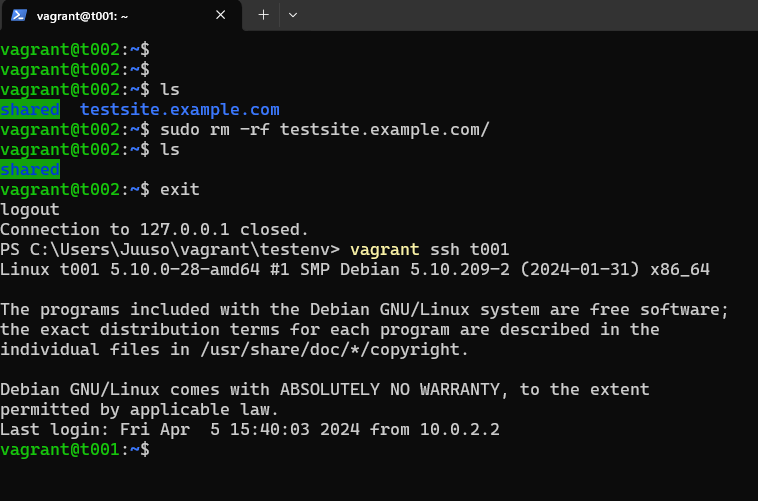 vagrant@t001: ~
vagrant@t002:~$
vagrant@t002:~$
vagrant@t002:~$ ls
shared  testsite.example.com
vagrant@t002:~$ sudo rm -rf testsite.example.com/
vagrant@t002:~$ ls
shared
vagrant@t002:~$ exit
logout
Connection to 127.0.0.1 closed.
PS C:\Users\Juuso\vagrant\testenv> vagrant ssh t001
Linux t001 5.10.0-28-amd64 #1 SMP Debian 5.10.209-2 (2024-01-31) x86_64
The programs included with the Debian GNU/Linux system are free software;
the exact distribution terms for each program are described in the
individual files in /usr/share/doc/*/copyright.
Debian GNU/Linux comes with ABSOLUTELY NO WARRANTY, to the extent
permitted by applicable law.
Last login: Fri Apr  5 15:40:03 2024 from 10.0.2.2
vagrant@t001:~$